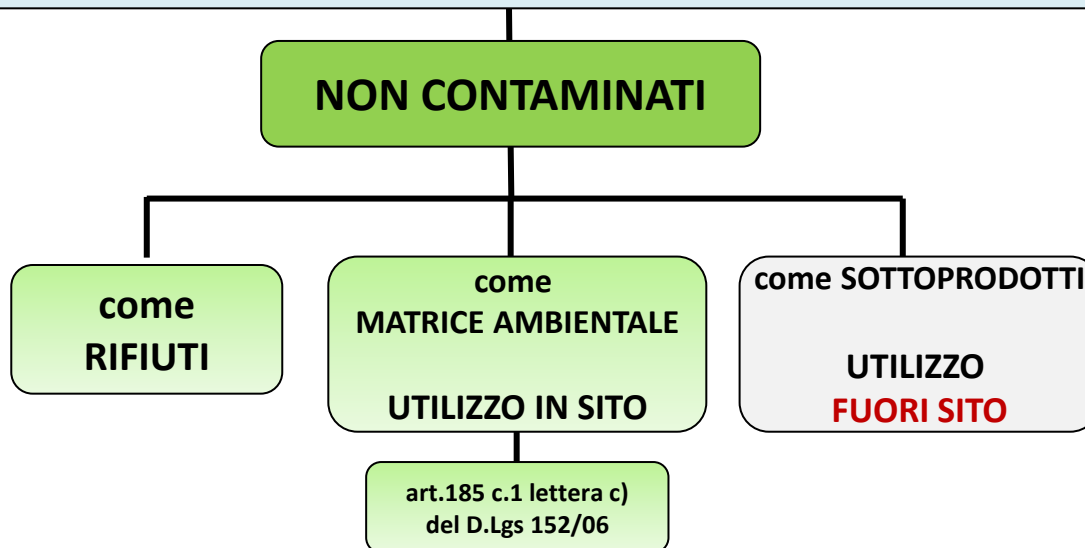 NON CONTAMINATI
come
RIFIUTI
come
MATRICE AMBIENTALE
UTILIZZO IN SITO
come SOTTOPRODOTTI
UTILIZZO
FUORI SITO
art.185 c.1 lettera c)
del D.Lgs 152/06